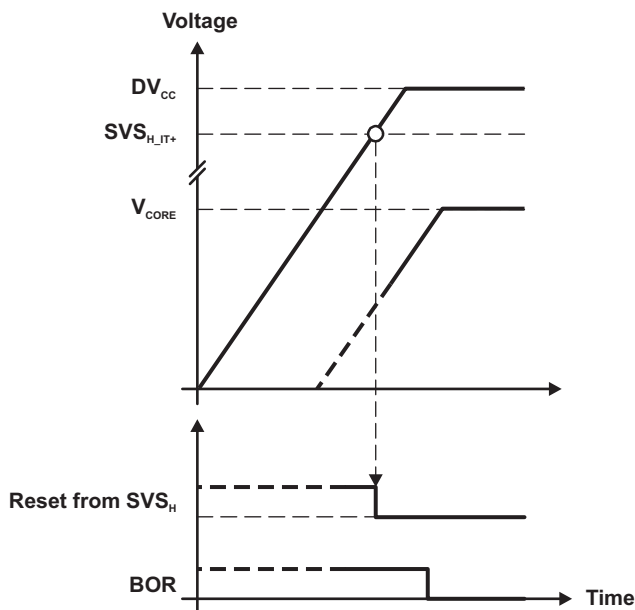 Voltage
DVCC
SVSH_IT+
VCORE
Reset from SVSH
BOR
Time